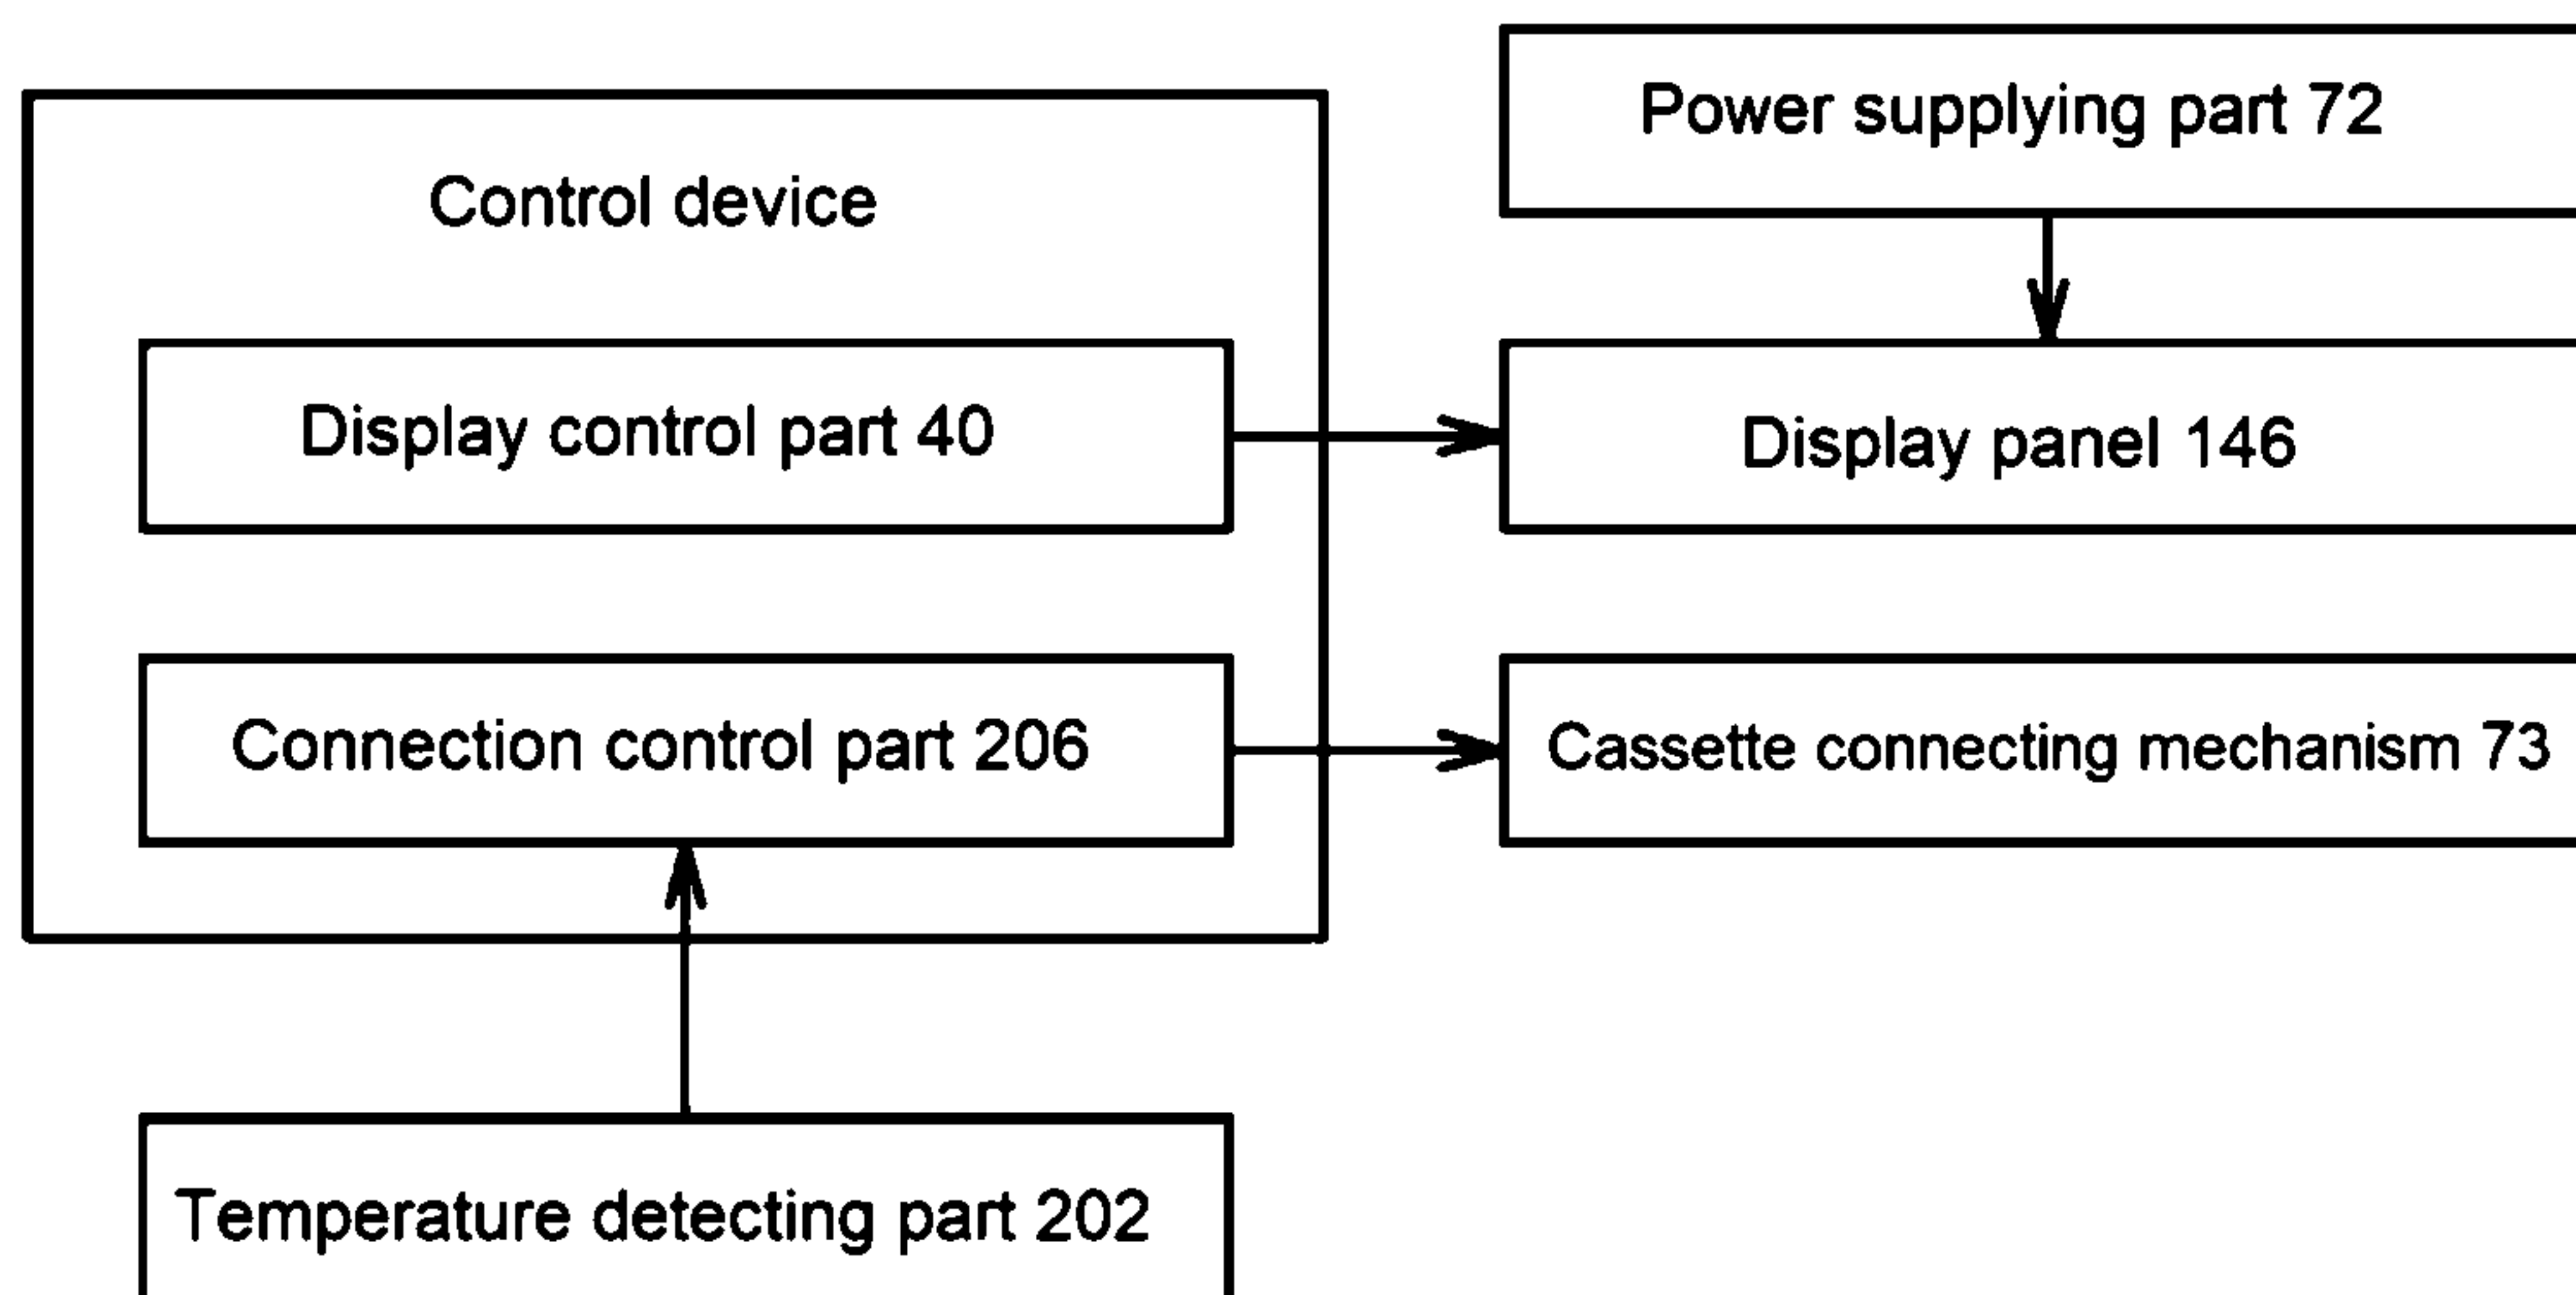 Power supplying part 72
Control device
Display control part 40
Display panel 146
Connection control part 206
Cassette connecting mechanism 73
Temperature detecting part 202